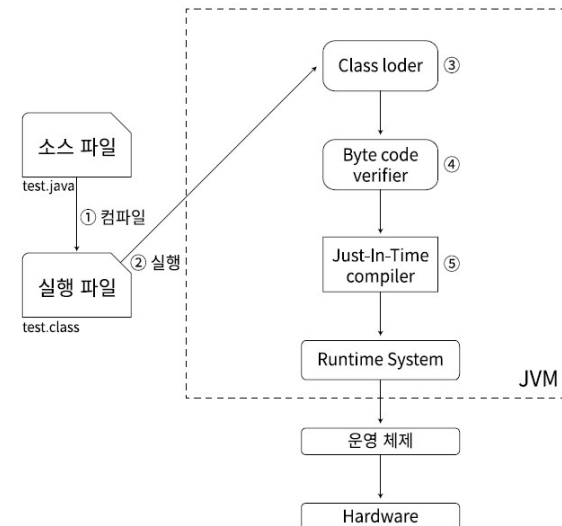 Class loder ③
소스 파일
test.java
① 컴파일
② 실행
실행 파일
test.class
Byte code
verifier ④
Just-In-Time
compiler ⑤
Runtime System
JVM
운영 체제
Hardware